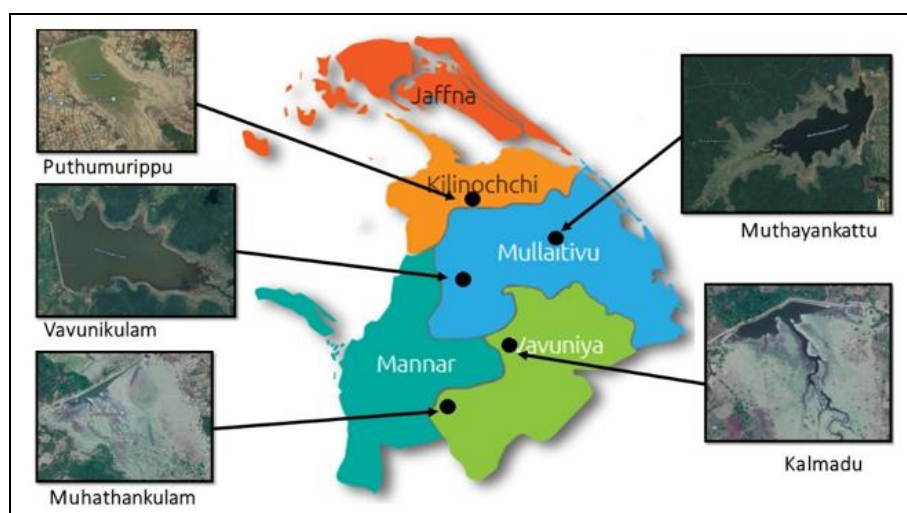 Jaffna
Puthumurippu
Kilinochchi
Mullaitivu
Muthayankattu
Vavunikulam
Vavuniya
Mannar
Muhathankulam
Kalmadu